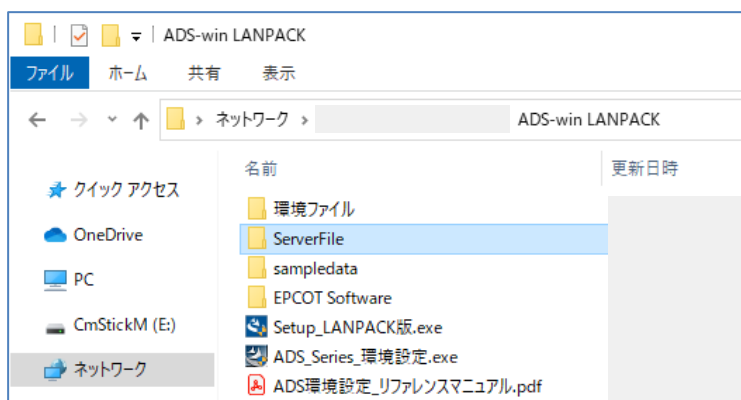 ADS-win LANPACK
ファイル ホーム 共有 表示
ネットワーク ADS-win LANPACK
名前 更新日時
クイック アクセス
環境ファイル
OneDrive
ServerFile
sampledata
PC
EPCOT Software
CmStickM (E:)
Setup_LANPACK版.exe
ADS_Series_環境設定.exe
ネットワーク
ADS環境設定_リファレンスマニュアル.pdf